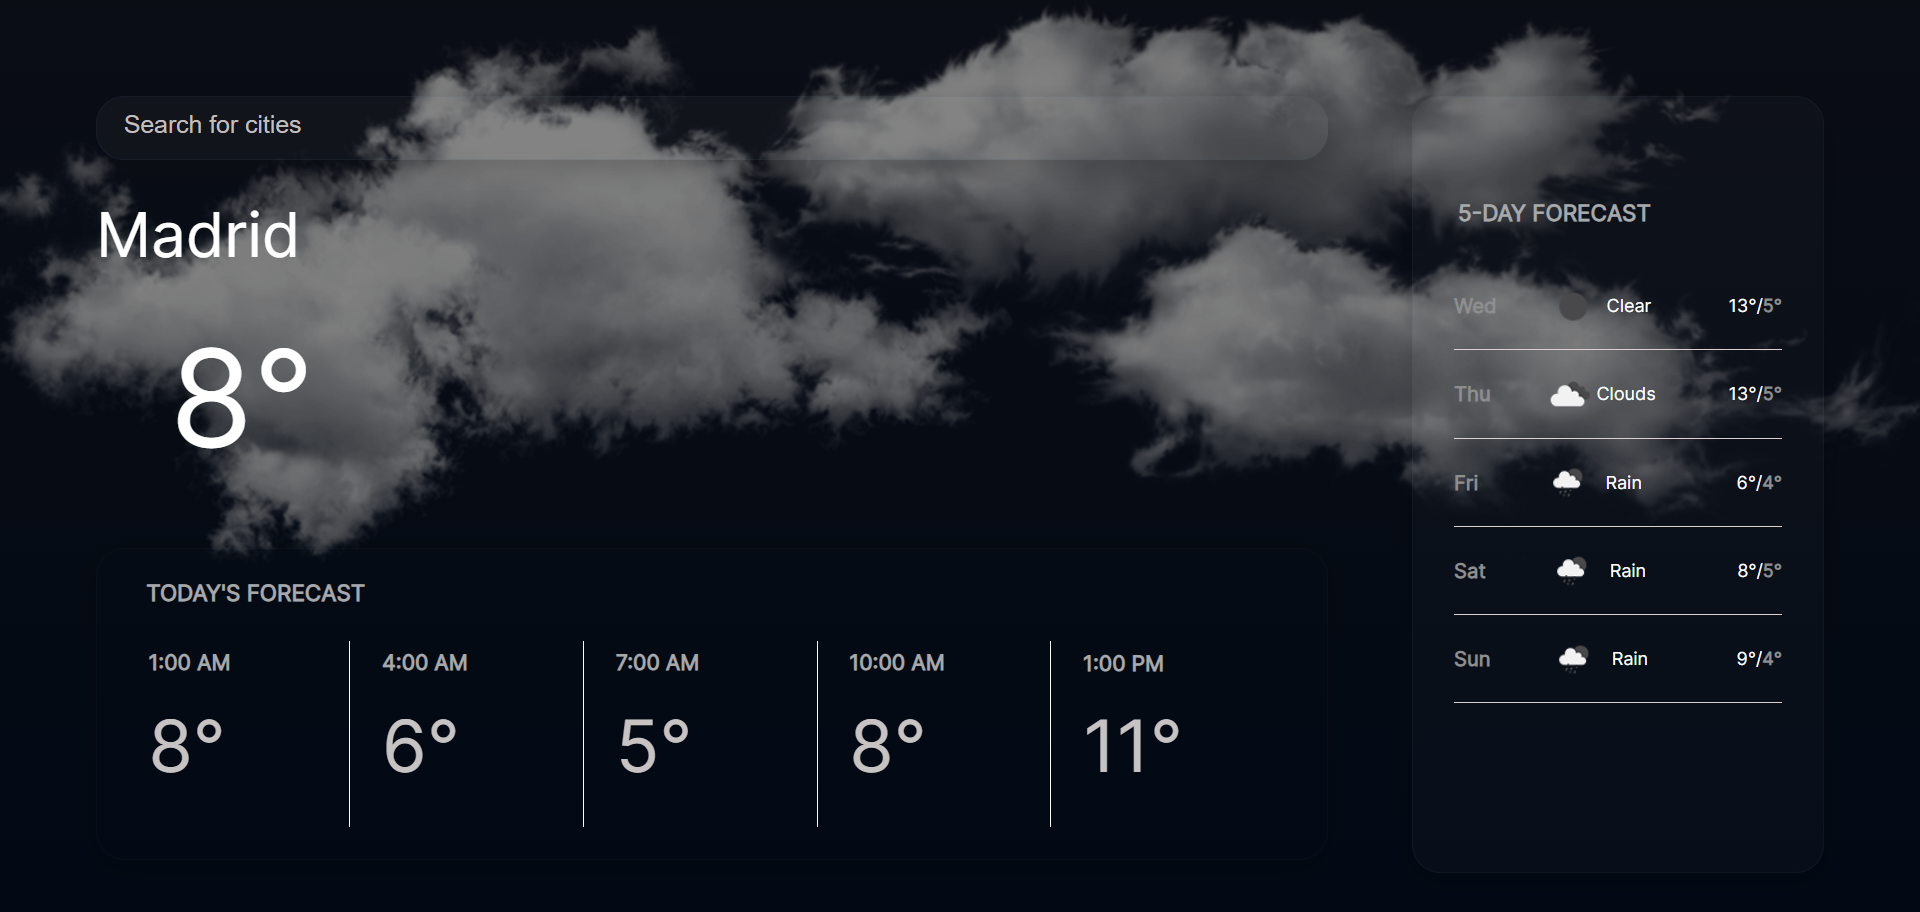 Search for cities
Madrid
8°
TODAY'S FORECAST
1:00 AM
8°
4:00 AM
6°
7:00 AM
5°
10:00 AM
8°
1:00 PM
11°
5-DAY FORECAST
Wed Clear 13°/5°
Thu Clouds 13°/5°
Fri Rain 6°/4°
Sat Rain 8°/5°
Sun Rain 9°/4°